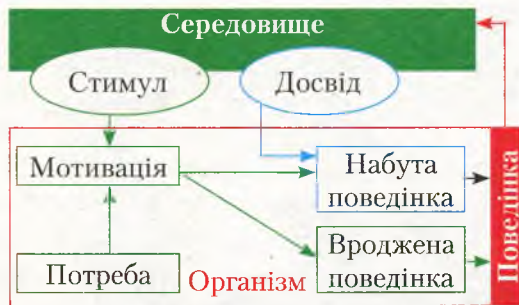 Середовище
Стимул
Досвід
Мотивація
Набута
поведінка
Потреба
Організм
Вроджена
поведінка
Поведінка